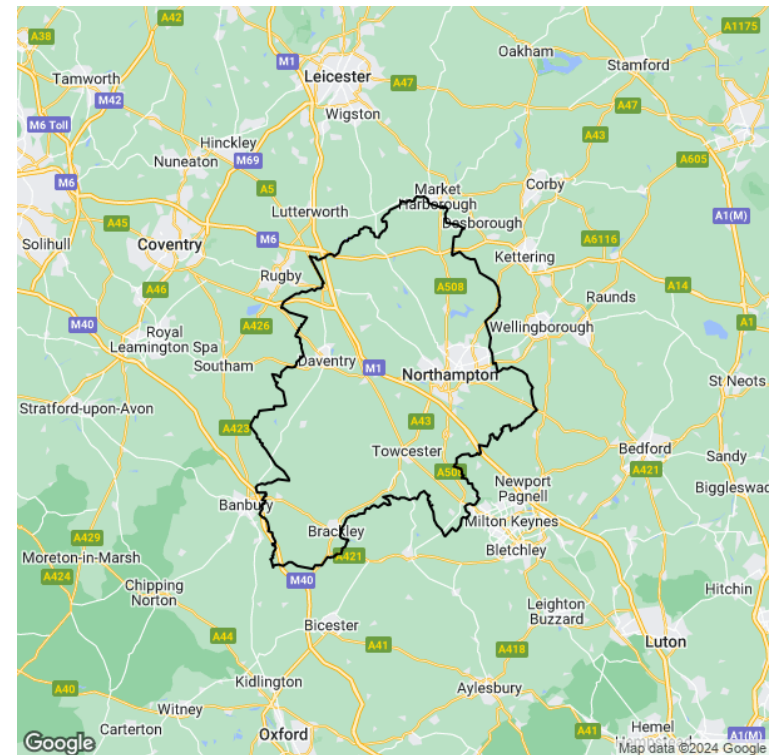 A42
A38
A1175
Oakham
Stamford
M1
Leicester
Tamworth
A47
M42
A47
Wigston
M6 Toll
A43
Hinckley
Nuneaton
M69
A605
M6
A5
Market
Harborough
Corby
Lutterworth
Desborough
A1(M)
A45
Solihull
Coventry
M6
A6116
Kettering
Rugby
A46
A508
A14
Raunds
M40
A426
Wellingborough
A1
Royal
Leamington Spa
Daventry
M1
Northampton
Southam
St Neots
Stratford-upon-Avon
A423
A43
Towcester
Bedford
A421
Sandy
A508
Newport
Pagnell
Banbury
Brackley
Milton Keynes
A429
Moreton-in-Marsh
A421
Bletchley
A424
M40
Chipping
Norton
Hitchin
Leighton
Buzzard
Bicester
A44
A41
Luton
A418
Kidlington
A40
Aylesbury
Witney
Carterton
Oxford
A41
Hemel
A1(M)
Google
Map data ©2024 Google